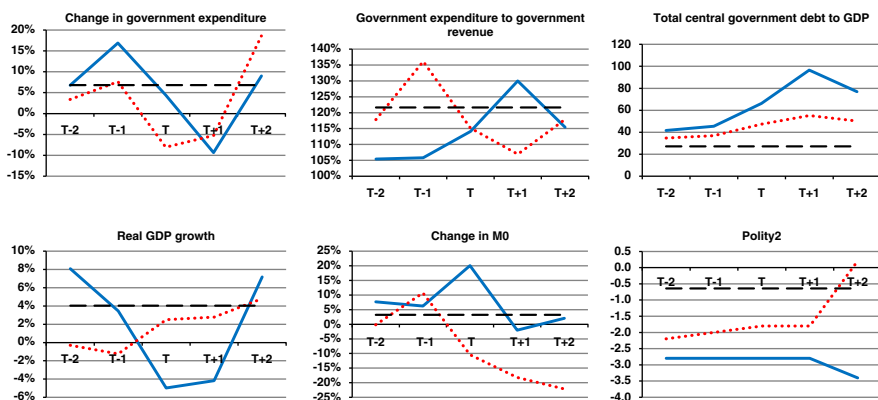 Change in government expenditure
20%
15%
10%
5%
0%
-5%
-10%
-15%
T-2
T-1
T
T+1
T+2
Government expenditure to government
revenue
140%
135%
130%
125%
120%
115%
110%
105%
100%
T-2
T-1
T
T+1
T+2
Total central government debt to GDP
120
100
80
60
40
20
0
T-2
T-1
T
T+1
T+2
Real GDP growth
10%
8%
6%
4%
2%
0%
-2%
-4%
-6%
T-2
T-1
T
T+1
T+2
Change in M0
25%
20%
15%
10%
5%
0%
-5%
-10%
-15%
-20%
-25%
T-2
T-1
T
T+1
T+2
Polity2
0.5
0.0
-0.5
-1.0
-1.5
-2.0
-2.5
-3.0
-3.5
-4.0
T-2
T-1
T
T+1
T+2